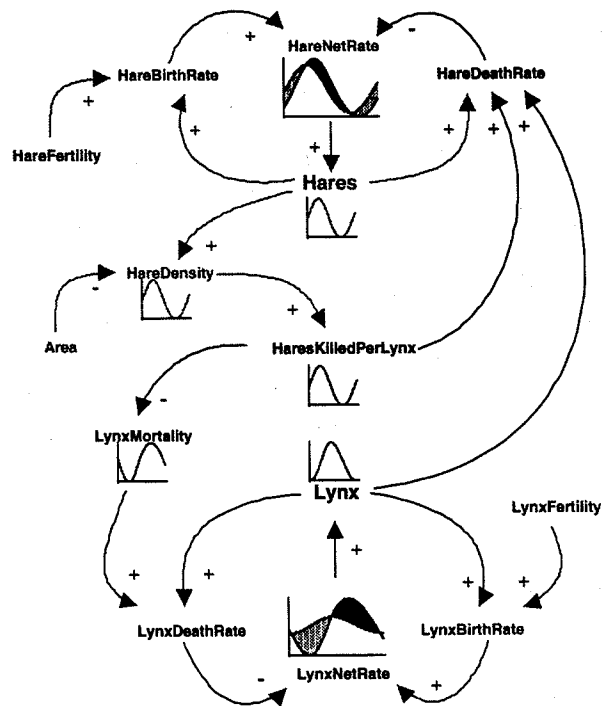 +
HareNetRate
-
HareBirthRate
HareDeathRate
+
+
+
+
+
+
HareFertility
Hares
+
HareDensity
-
+
Area
HaresKilledPerLynx
-
LynxMortality
Lynx
LynxFertility
+
+
+
+
+
LynxDeathRate
LynxBirthRate
LynxNetRate
-
+